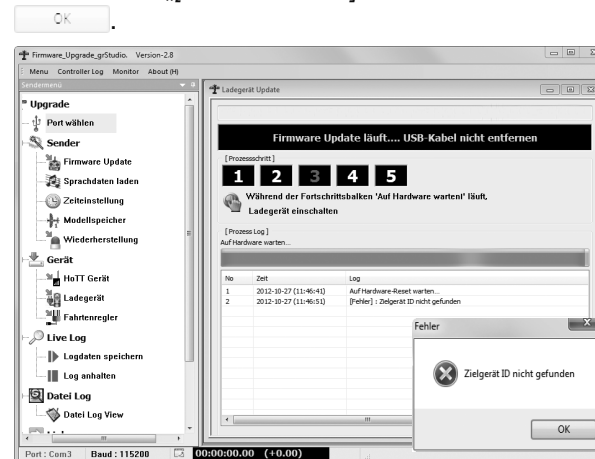 OK .
Firmware_Upgrade_grStudio. Version-2.8
Menu Controller Log Monitor About (H)
Sendermenü
Upgrade
Port wählen
Sender
Firmware Update
Sprachdaten laden
Zeiteinstellung
Modellspeicher
Wiederherstellung
Gerät
HoTT Gerät
Ladegerät
Fahrtenregler
Live Log
Logdaten speichern
Log anhalten
Datei Log
Datei Log View
Port : Com3 Baud : 115200 00:00:00.00 (+0.00)
Ladegerät Update
Firmware Update läuft.... USB-Kabel nicht entfernen
[ Prozessschritt ]
1 2 3 4 5
Während der Fortschrittsbalken 'Auf Hardware warten!' läuft,
Ladegerät einschalten
[ Prozess Log ]
Auf Hardware warten...
No Zeit Log
1 2012-10-27 (11:46:41) Auf Hardware-Reset warten...
2 2012-10-27 (11:46:51) [Fehler] : Zielgerät ID nicht gefunden
Fehler
Zielgerät ID nicht gefunden
OK